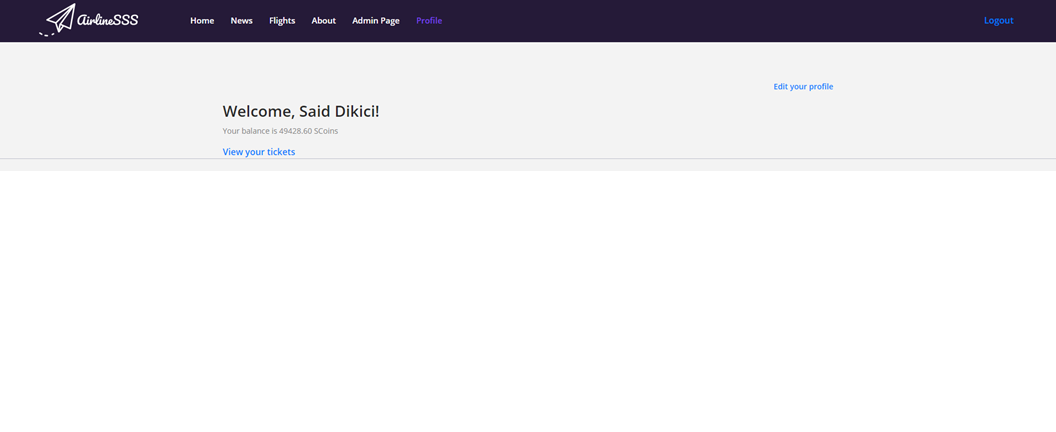 AirlineSSS Home News Flights About Admin Page Profile Logout
Edit your profile
Welcome, Said Dikici!
Your balance is 49428.60 SCoins
View your tickets